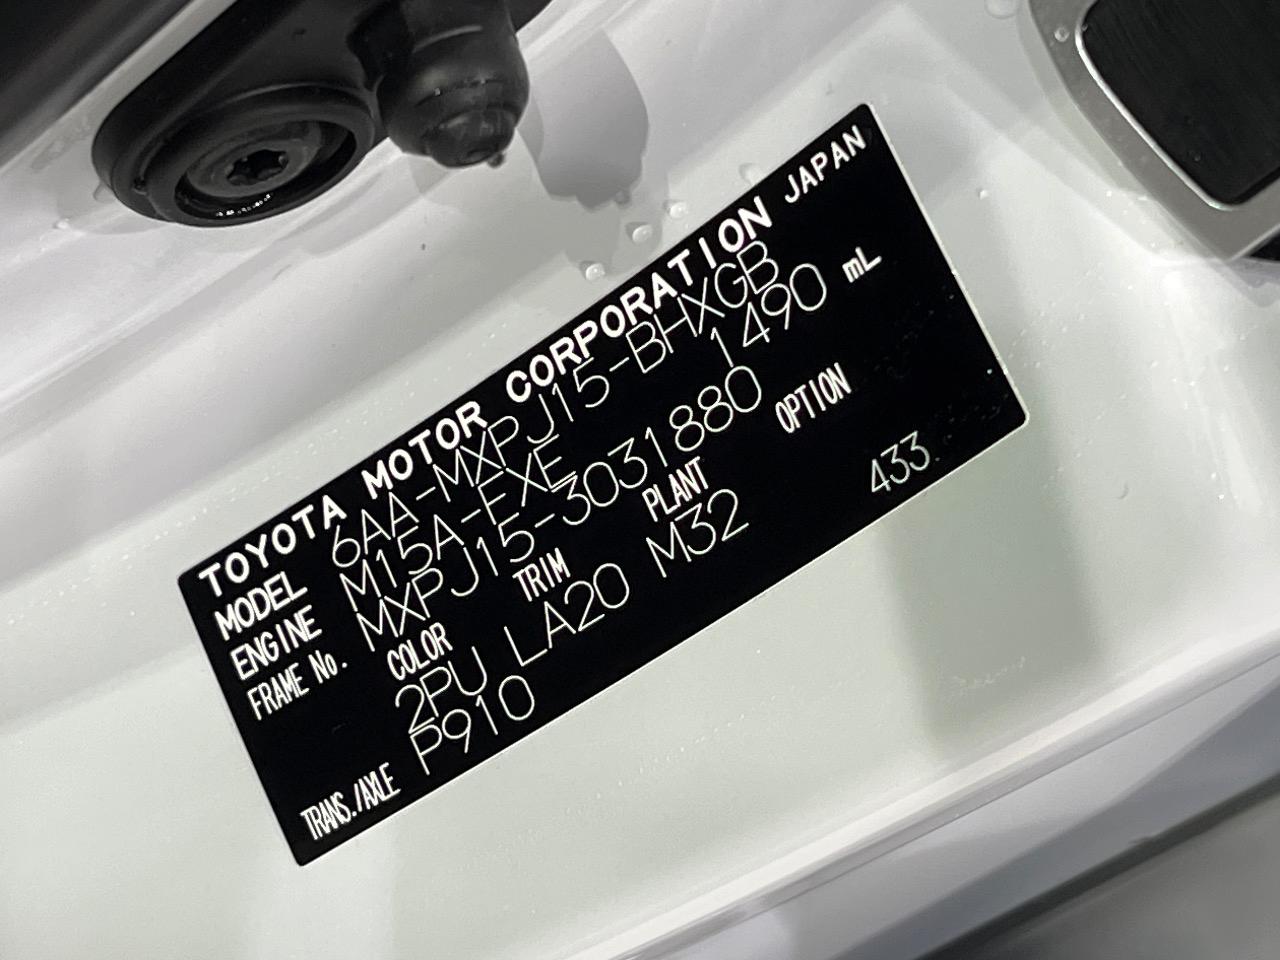 TOYOTA MOTOR CORPORATION JAPAN
MODEL 6AA-MXPJ15-BHXGB
ENGINE M15A-FXE 1490 mL
FRAME No. MXPJ15-3031880
COLOR TRIM PLANT OPTION
2PU LA20 M32 433
TRANS./AXLE P910